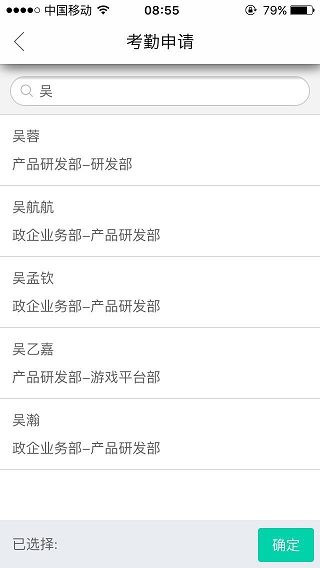 中国移动 08:55 79%
考勤申请
吴
吴蓉
产品研发部-研发部
吴航航
政企业务部-产品研发部
吴孟钦
政企业务部-产品研发部
吴乙嘉
产品研发部-游戏平台部
吴瀚
政企业务部-产品研发部
已选择: 确定